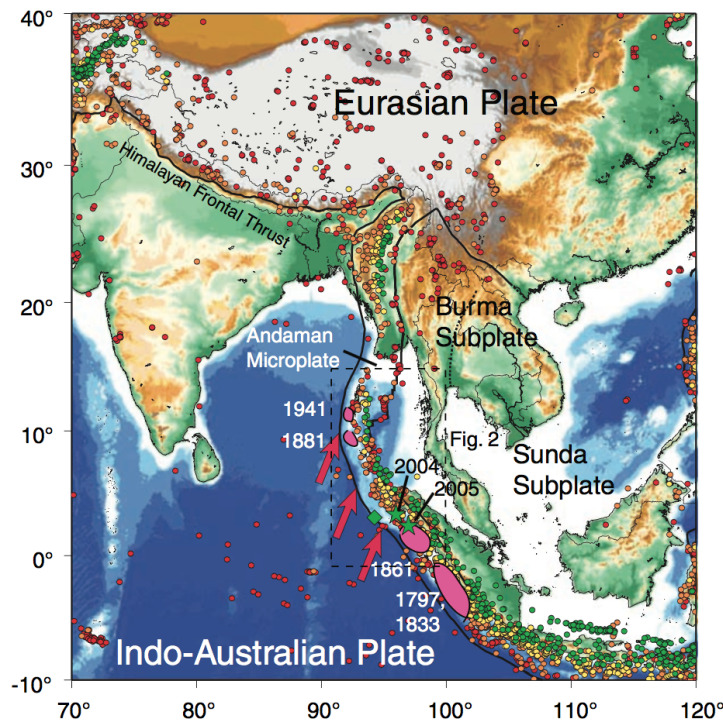 40°
Eurasian Plate
30°
Himalayan Frontal Thrust
20°
Burma
Subplate
Andaman
Microplate
1941
10°
1881
Fig. 2
Sunda
Subplate
2004
2005
0°
1861
1797,
1833
Indo-Australian Plate
-10°
70° 80° 90° 100° 110° 120°